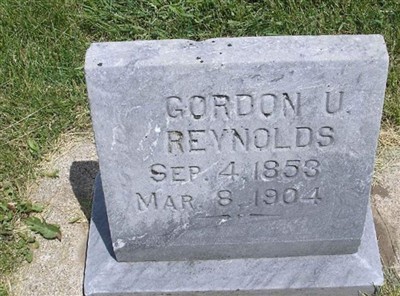 GORDON U.
REYNOLDS
SEP. 4, 1853
MAR. 8, 1904